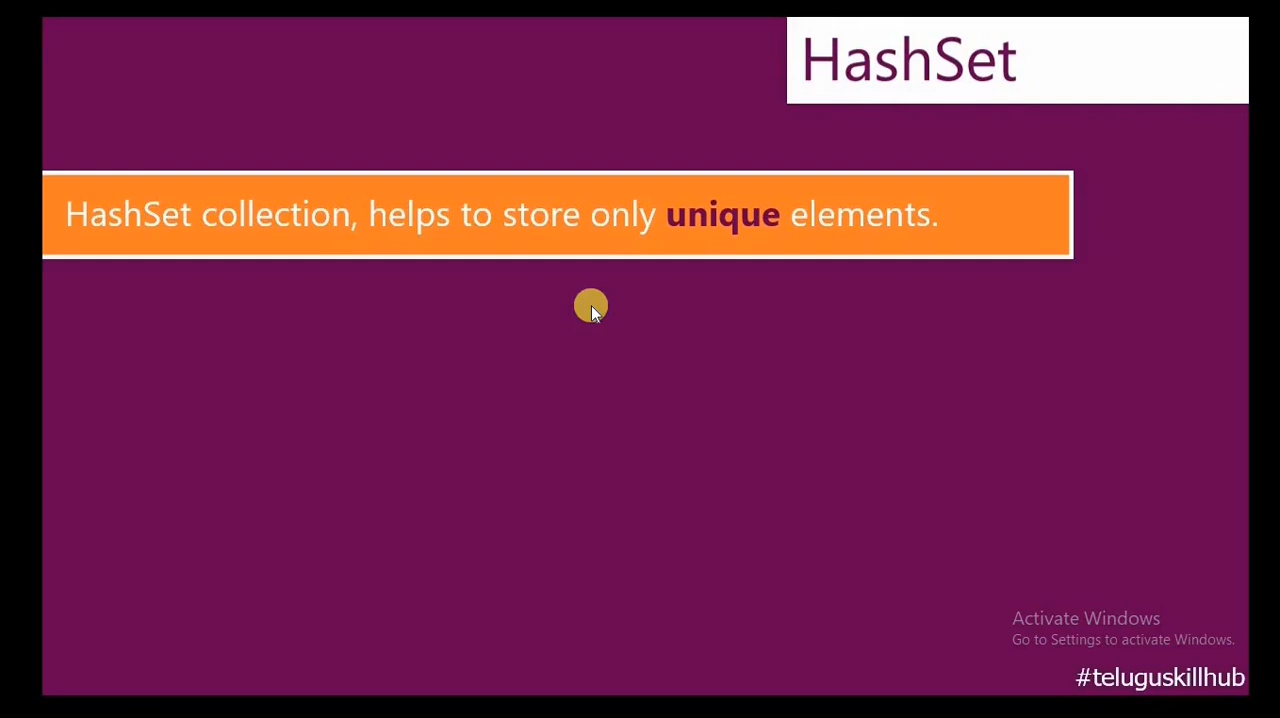 HashSet
HashSet collection, helps to store only unique elements.
Activate Windows
Go to Settings to activate Windows.
#teluguskillhub